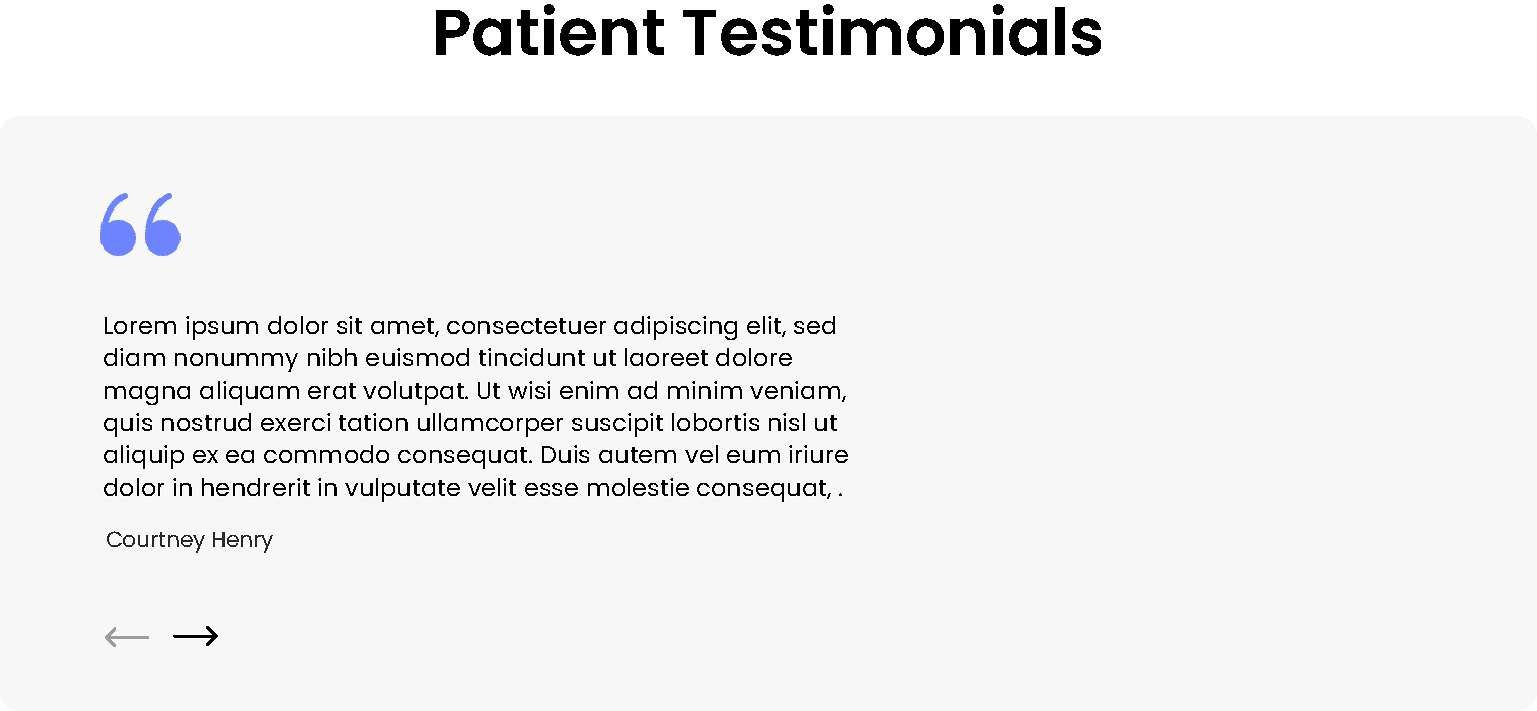 Patient Testimonials
Lorem ipsum dolor sit amet, consectetuer adipiscing elit, sed
diam nonummy nibh euismod tincidunt ut laoreet dolore
magna aliquam erat volutpat. Ut wisi enim ad minim veniam,
quis nostrud exerci tation ullamcorper suscipit lobortis nisl ut
aliquip ex ea commodo consequat. Duis autem vel eum iriure
dolor in hendrerit in vulputate velit esse molestie consequat, .
Courtney Henry